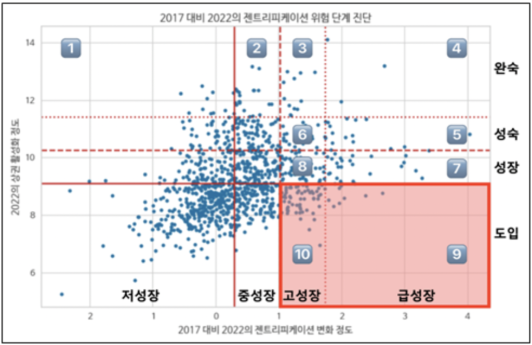 2017 대비 2022의 젠트리피케이션 위험 단계 진단
14
12
10
8
6
2022의 상권 활성화 정도
1
2
3
4
완숙
6
5
성숙
8
7
성장
도입
10
9
저성장
중성장
고성장
급성장
2
1
0
1
2
3
4
2017 대비 2022의 젠트리피케이션 변화 정도